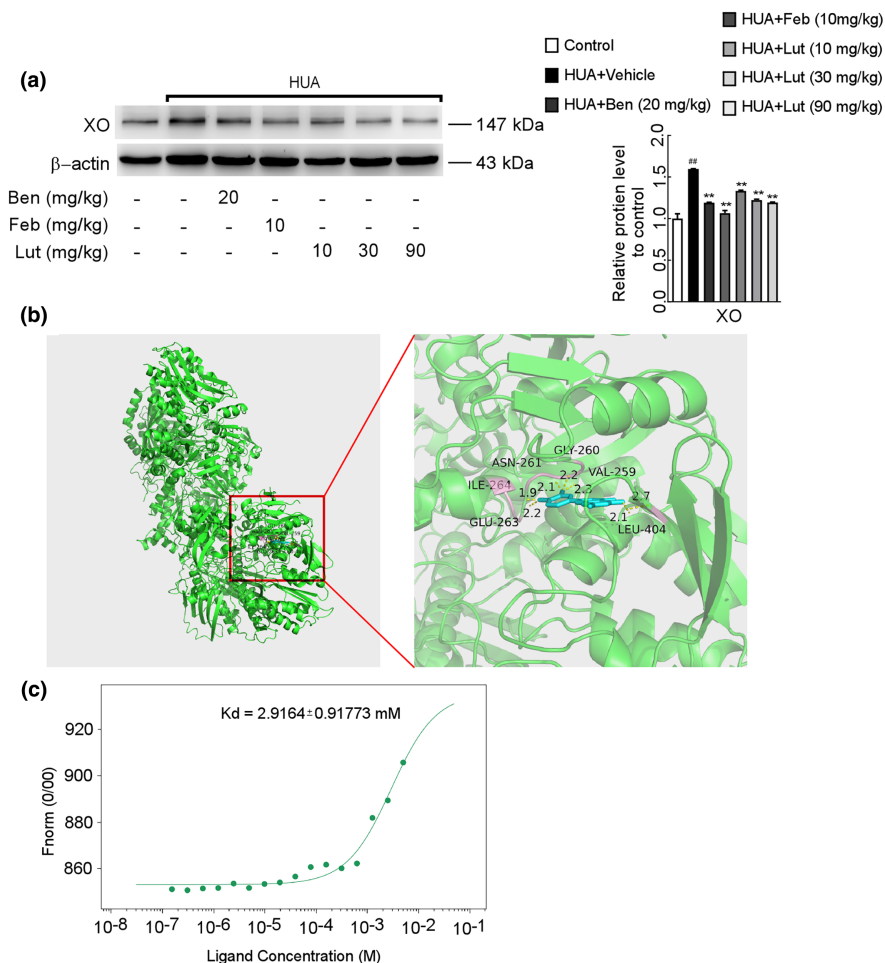 (a)
HUA
XO
147 kDa
β–actin
43 kDa
Ben (mg/kg) - - 20 - - - -
Feb (mg/kg) - - - 10 - - -
Lut (mg/kg) - - - - 10 30 90
Control
HUA+Vehicle
HUA+Ben (20 mg/kg)
HUA+Feb (10mg/kg)
HUA+Lut (10 mg/kg)
HUA+Lut (30 mg/kg)
HUA+Lut (90 mg/kg)
Relative protien level
to control
2.0
1.5
1.0
0.5
0.0
##
**
**
**
**
**
XO
(b)
GLY-260
ASN-261
VAL-259
2.2
ILE-264
2.1
2.3
1.9
2.7
2.2
2.1
GLU-263
LEU-404
(c)
Kd = 2.9164±0.91773 mM
Fnorm (0/00)
920
900
880
860
10-8 10-7 10-6 10-5 10-4 10-3 10-2 10-1
Ligand Concentration (M)